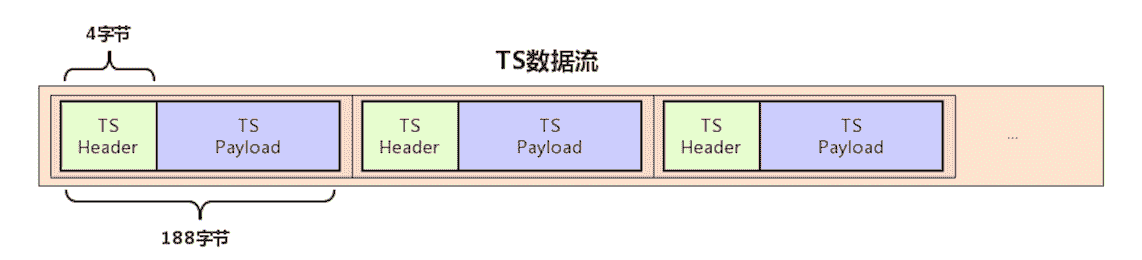 4字节
TS数据流
TS
Header
TS
Payload
TS
Header
TS
Payload
TS
Header
TS
Payload
...
188字节